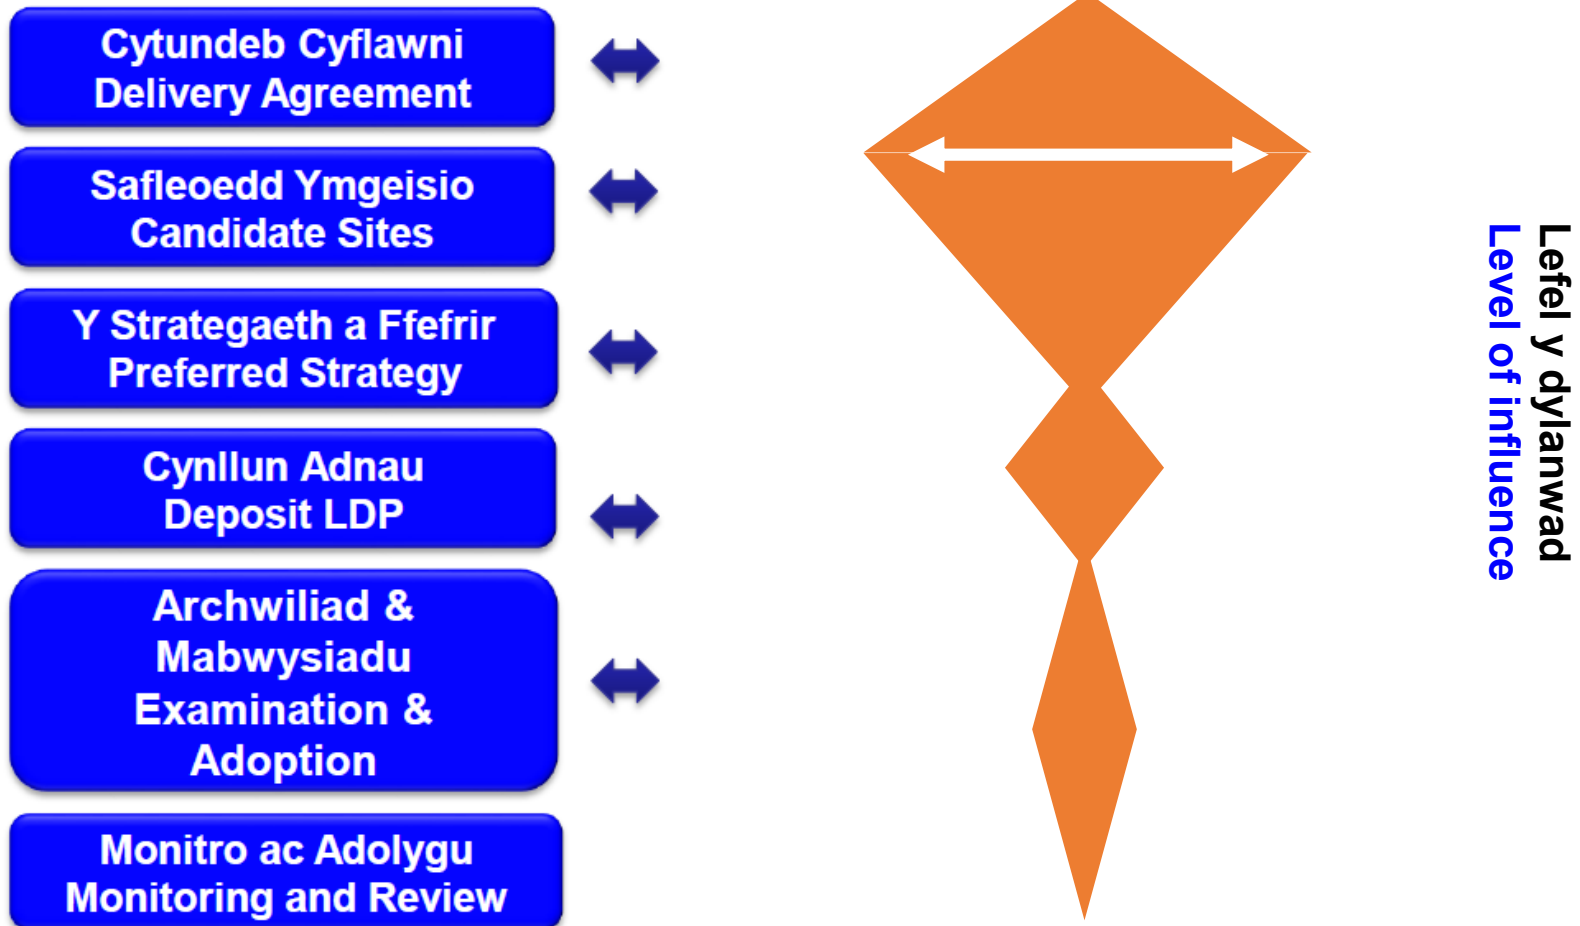 Cytundeb Cyflawni
Delivery Agreement
Safleoedd Ymgeisio
Candidate Sites
Y Strategaeth a Ffefrir
Preferred Strategy
Cynllun Adnau
Deposit LDP
Archwiliad &
Mabwysiadu
Examination &
Adoption
Monitro ac Adolygu
Monitoring and Review
Lefel y dylanwad
Level of influence